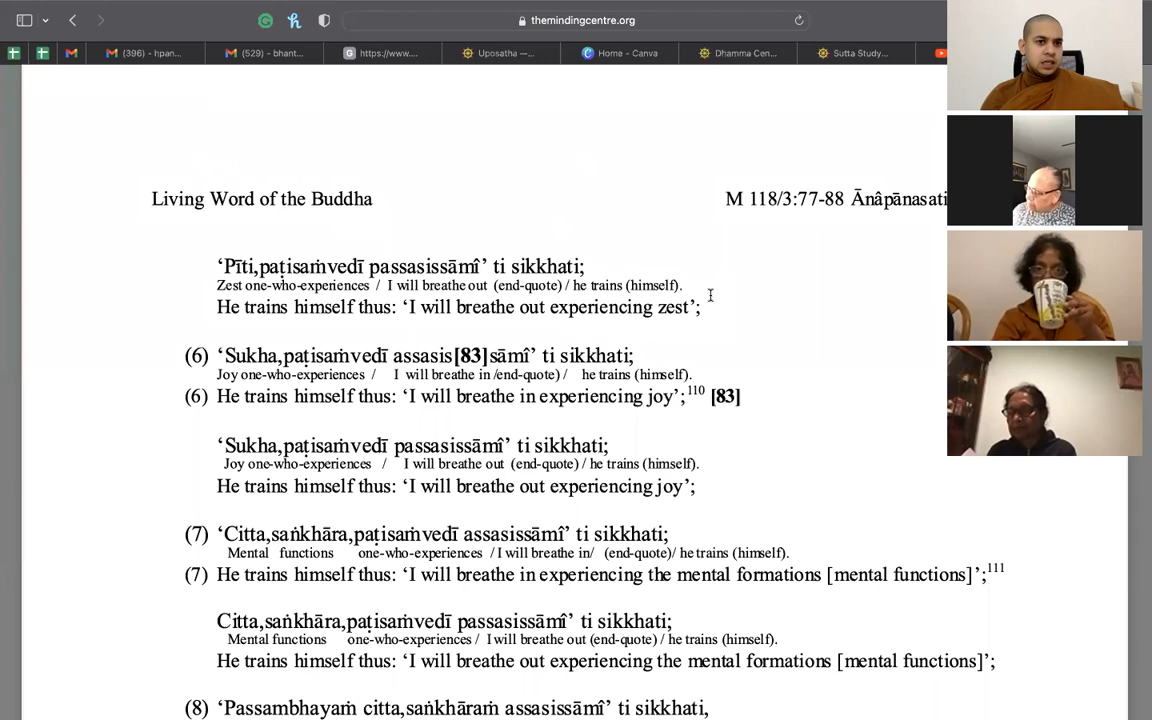 themindingcentre.org
(396) - hpan...
(529) - bhant...
https://www....
Uposatha —...
Home - Canva
Dhamma Cen...
Sutta Study...
Living Word of the Buddha
M 118/3:77-88 Ānâpānasati
‘Pīti,paṭisaṁvedī passasissāmî’ ti sikkhati;
Zest one-who-experiences / I will breathe out (end-quote) / he trains (himself).
He trains himself thus: ‘I will breathe out experiencing zest’;
(6) ‘Sukha,paṭisaṁvedī assasis[83]sāmî’ ti sikkhati;
Joy one-who-experiences / I will breathe in /end-quote) / he trains (himself).
(6) He trains himself thus: ‘I will breathe in experiencing joy’;110 [83]
‘Sukha,paṭisaṁvedī passasissāmî’ ti sikkhati;
Joy one-who-experiences / I will breathe out (end-quote) / he trains (himself).
He trains himself thus: ‘I will breathe out experiencing joy’;
(7) ‘Citta,saṅkhāra,paṭisaṁvedī assasissāmî’ ti sikkhati;
Mental functions one-who-experiences / I will breathe in/ (end-quote)/ he trains (himself).
(7) He trains himself thus: ‘I will breathe in experiencing the mental formations [mental functions]’;111
Citta,saṅkhāra,paṭisaṁvedī passasissāmî’ ti sikkhati;
Mental functions one-who-experiences / I will breathe out (end-quote) / he trains (himself).
He trains himself thus: ‘I will breathe out experiencing the mental formations [mental functions]’;
(8) ‘Passambhayaṁ citta,saṅkhāraṁ assasissāmî’ ti sikkhati,